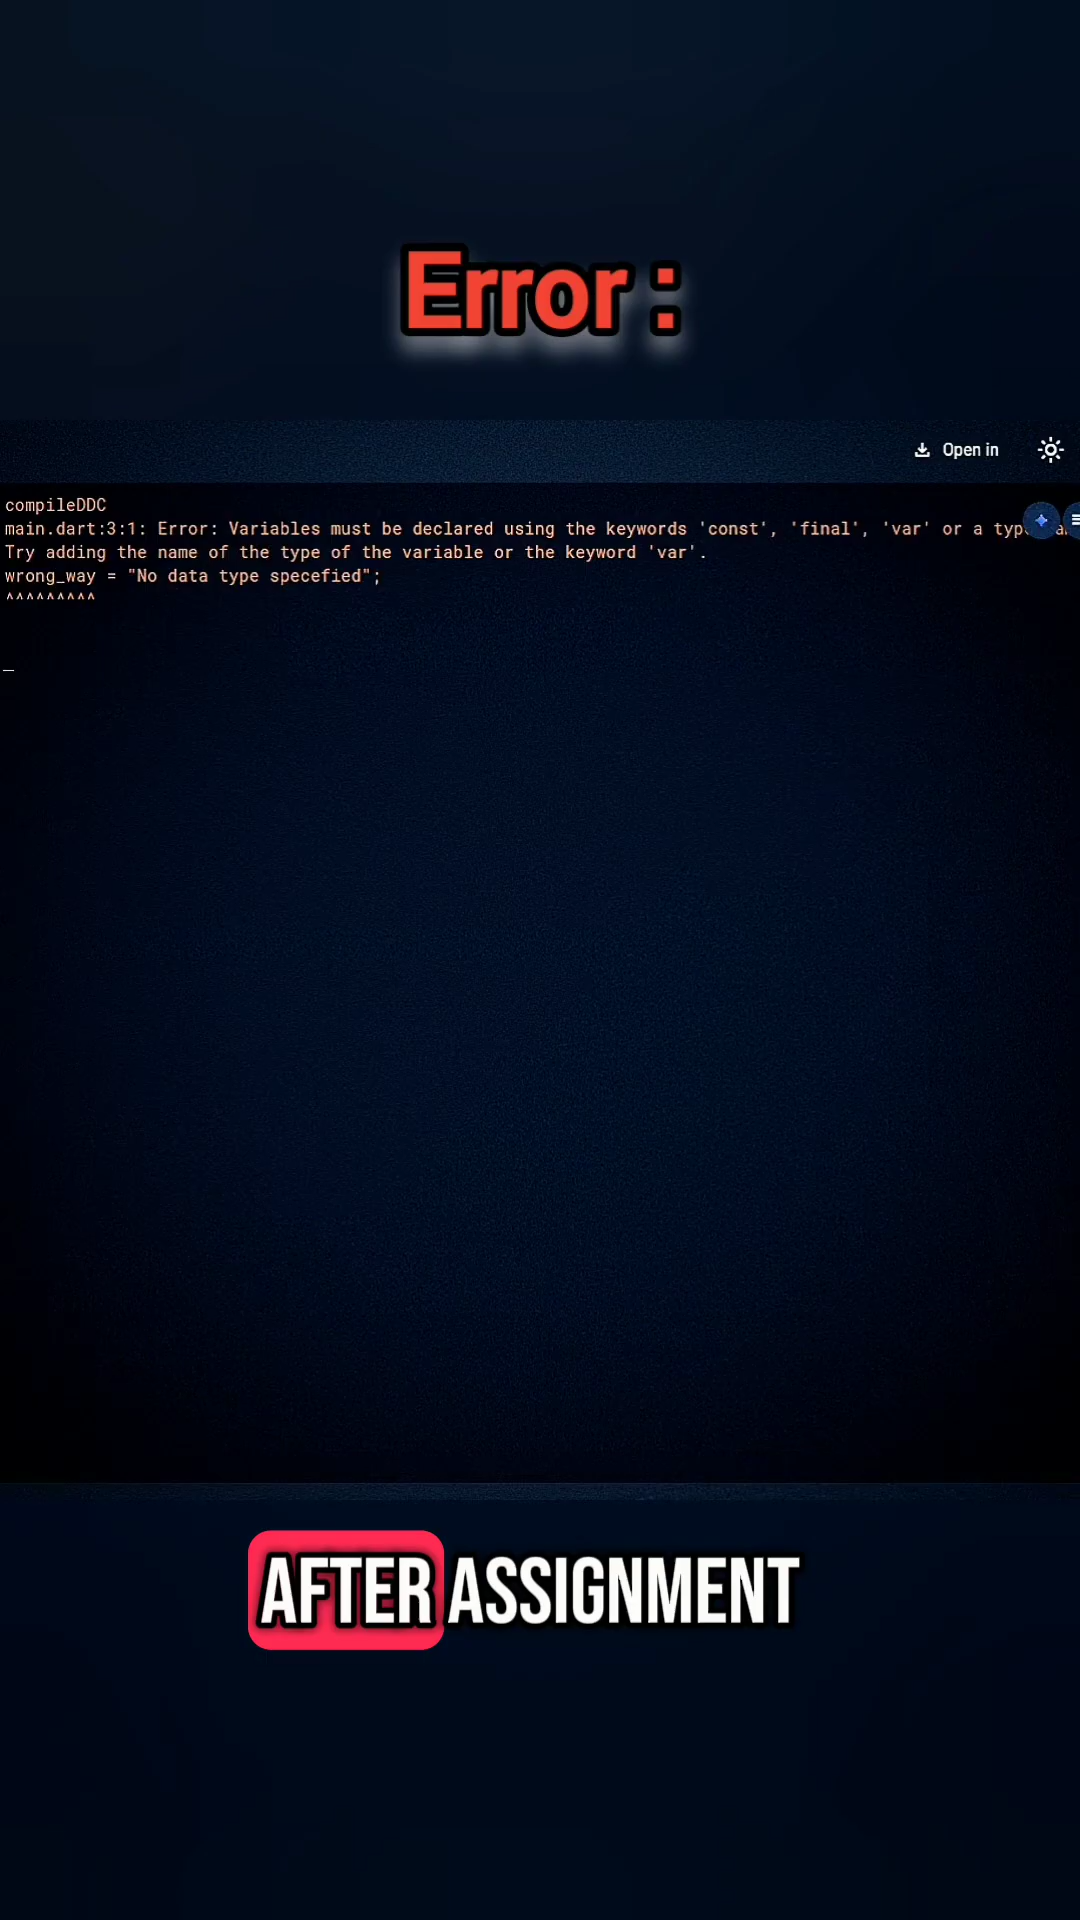 Error :
Open in
compileDDC
main.dart:3:1: Error: Variables must be declared using the keywords 'const', 'final', 'var' or a type
Try adding the name of the type of the variable or the keyword 'var'.
wrong_way = "No data type specefied";
^^^^^^^^^
_
AFTER ASSIGNMENT